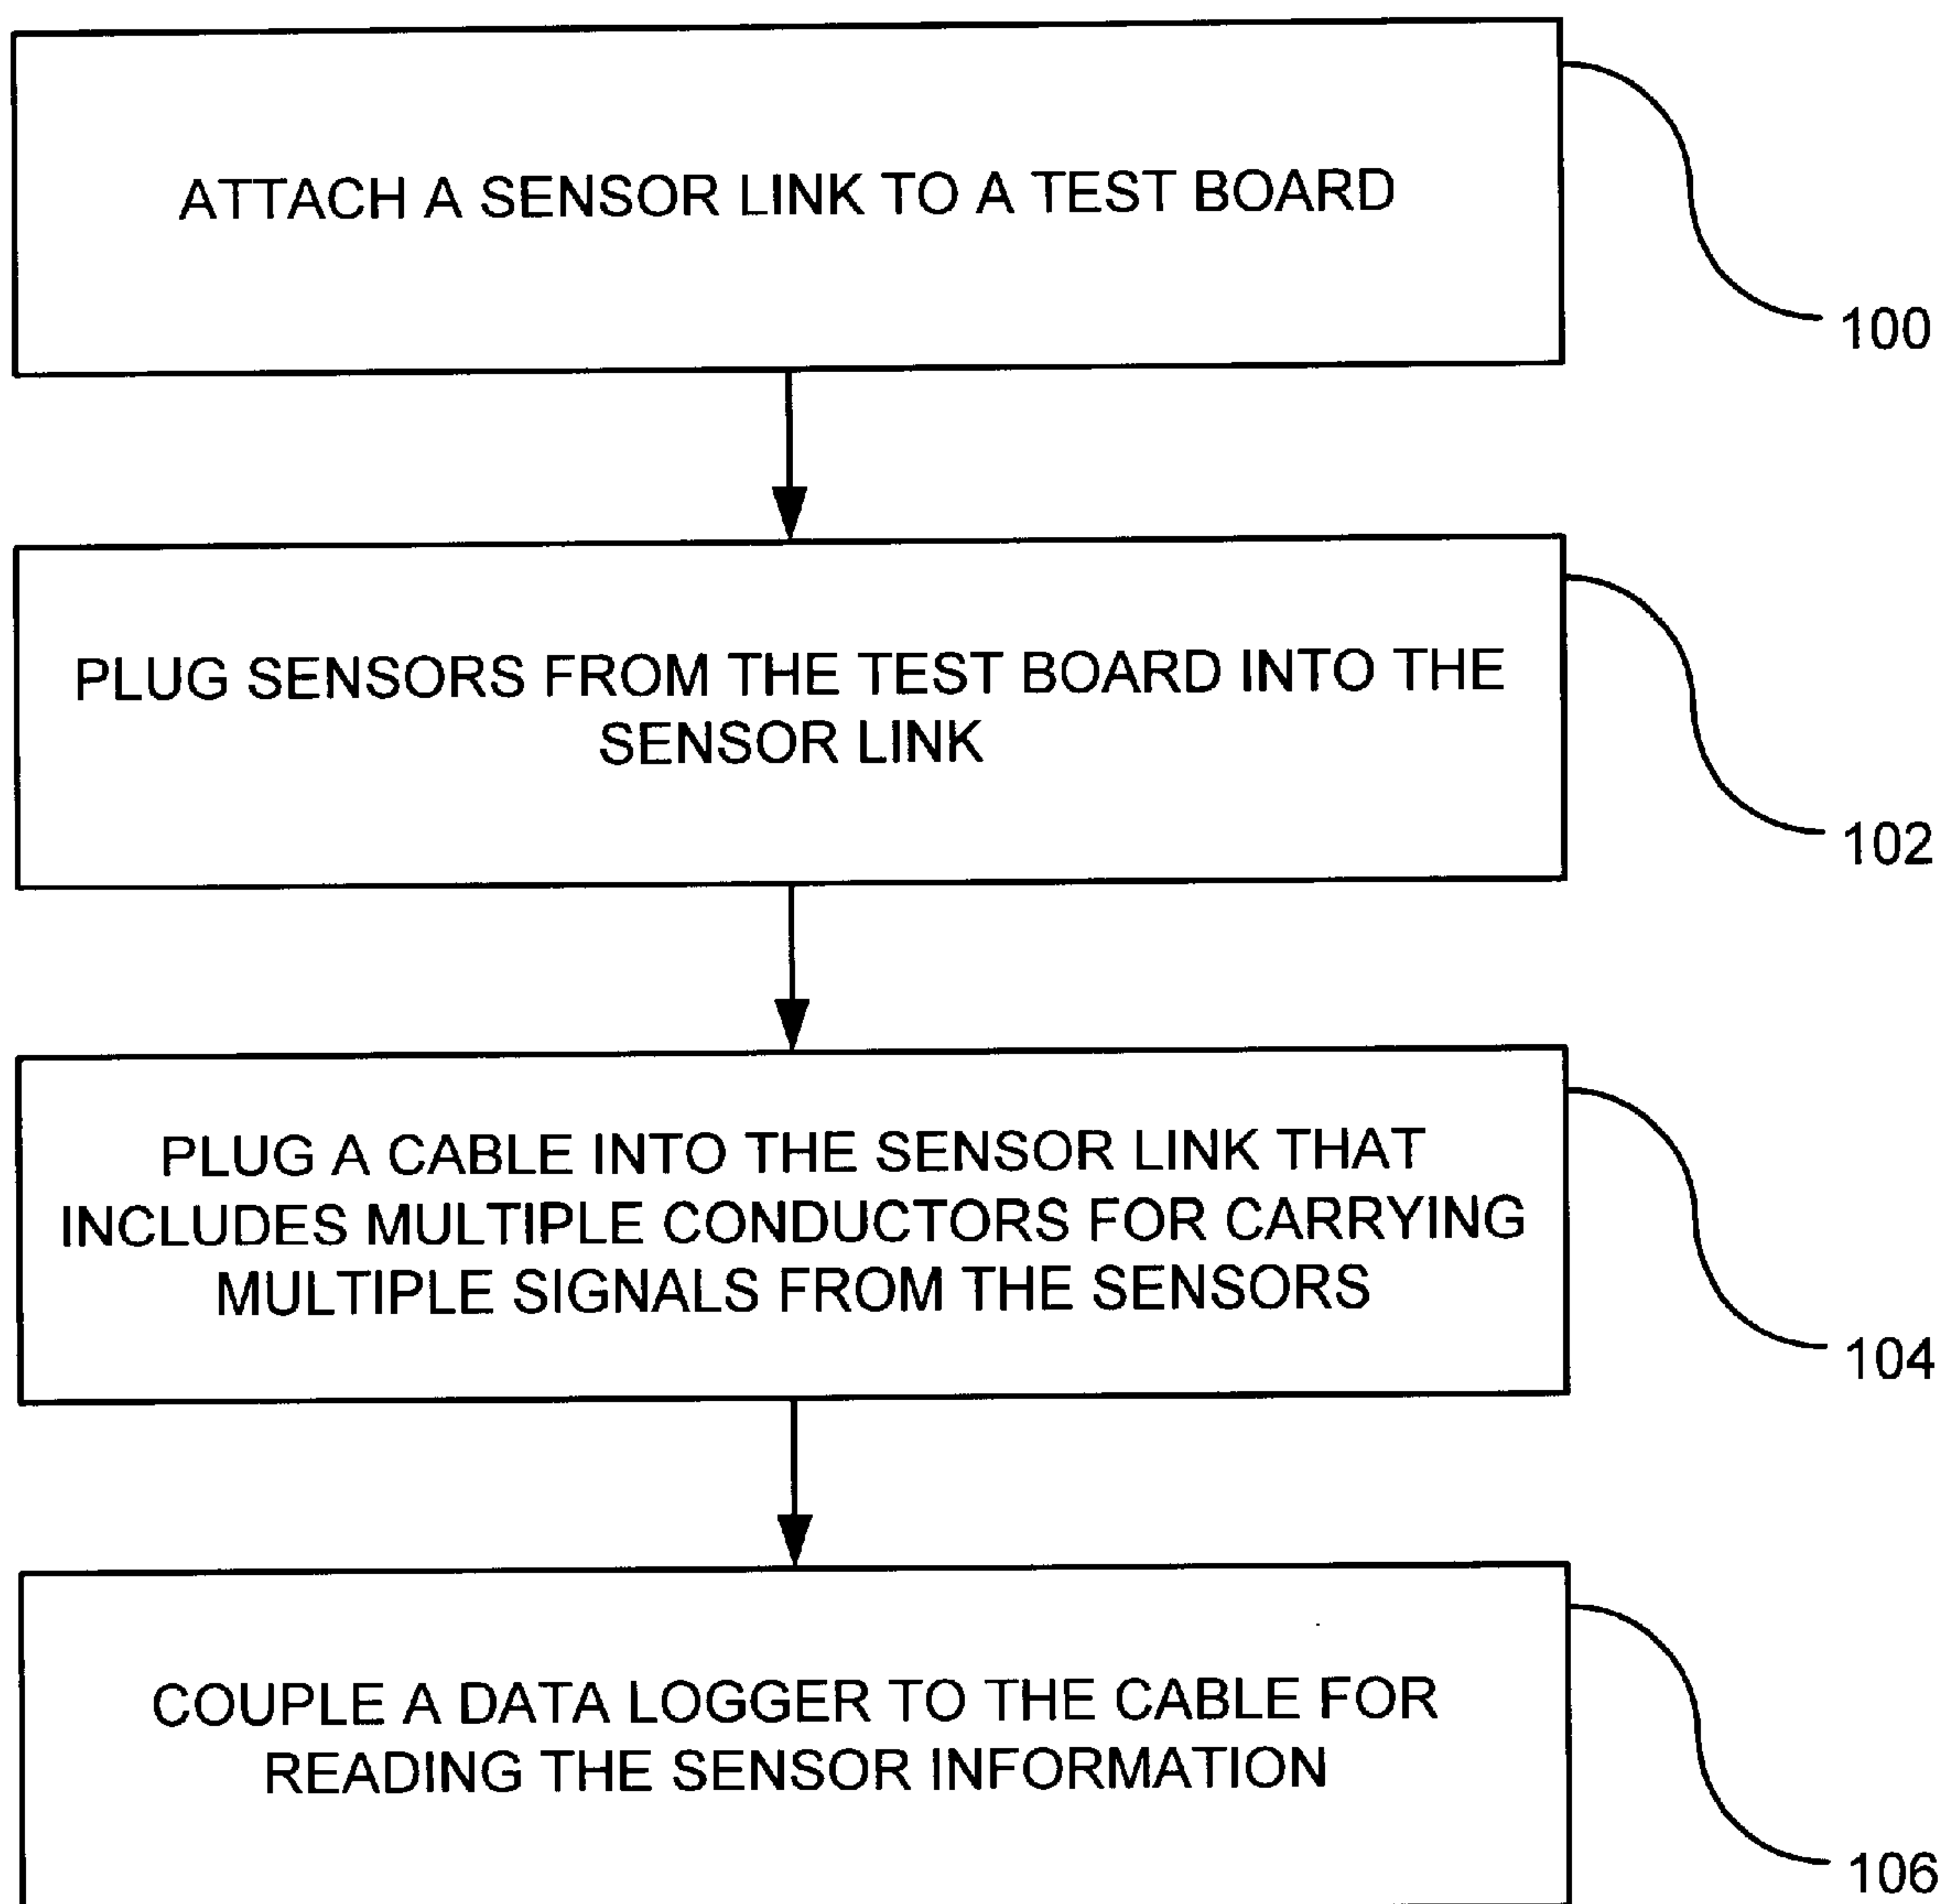 ATTACH A SENSOR LINK TO A TEST BOARD
100
PLUG SENSORS FROM THE TEST BOARD INTO THE
SENSOR LINK
102
PLUG A CABLE INTO THE SENSOR LINK THAT
INCLUDES MULTIPLE CONDUCTORS FOR CARRYING
MULTIPLE SIGNALS FROM THE SENSORS
104
COUPLE A DATA LOGGER TO THE CABLE FOR
READING THE SENSOR INFORMATION
106